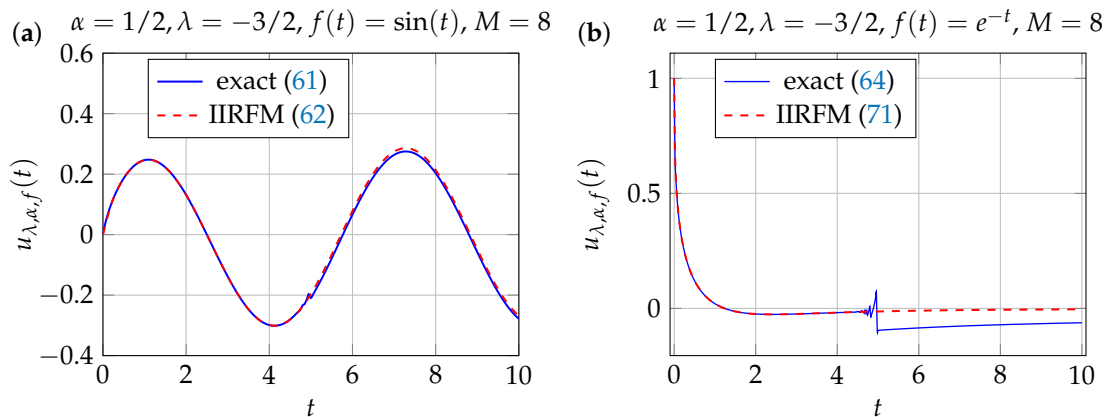 (a) α = 1/2, λ = −3/2, f(t) = sin(t), M = 8
0.6
0.4
0.2
0
−0.2
−0.4
u_{λ,α,f}(t)
exact (61)
IIRFM (62)
0 2 4 6 8 10
t
(b) α = 1/2, λ = −3/2, f(t) = e^{−t}, M = 8
1
0.5
0
u_{λ,α,f}(t)
exact (64)
IIRFM (71)
0 2 4 6 8 10
t